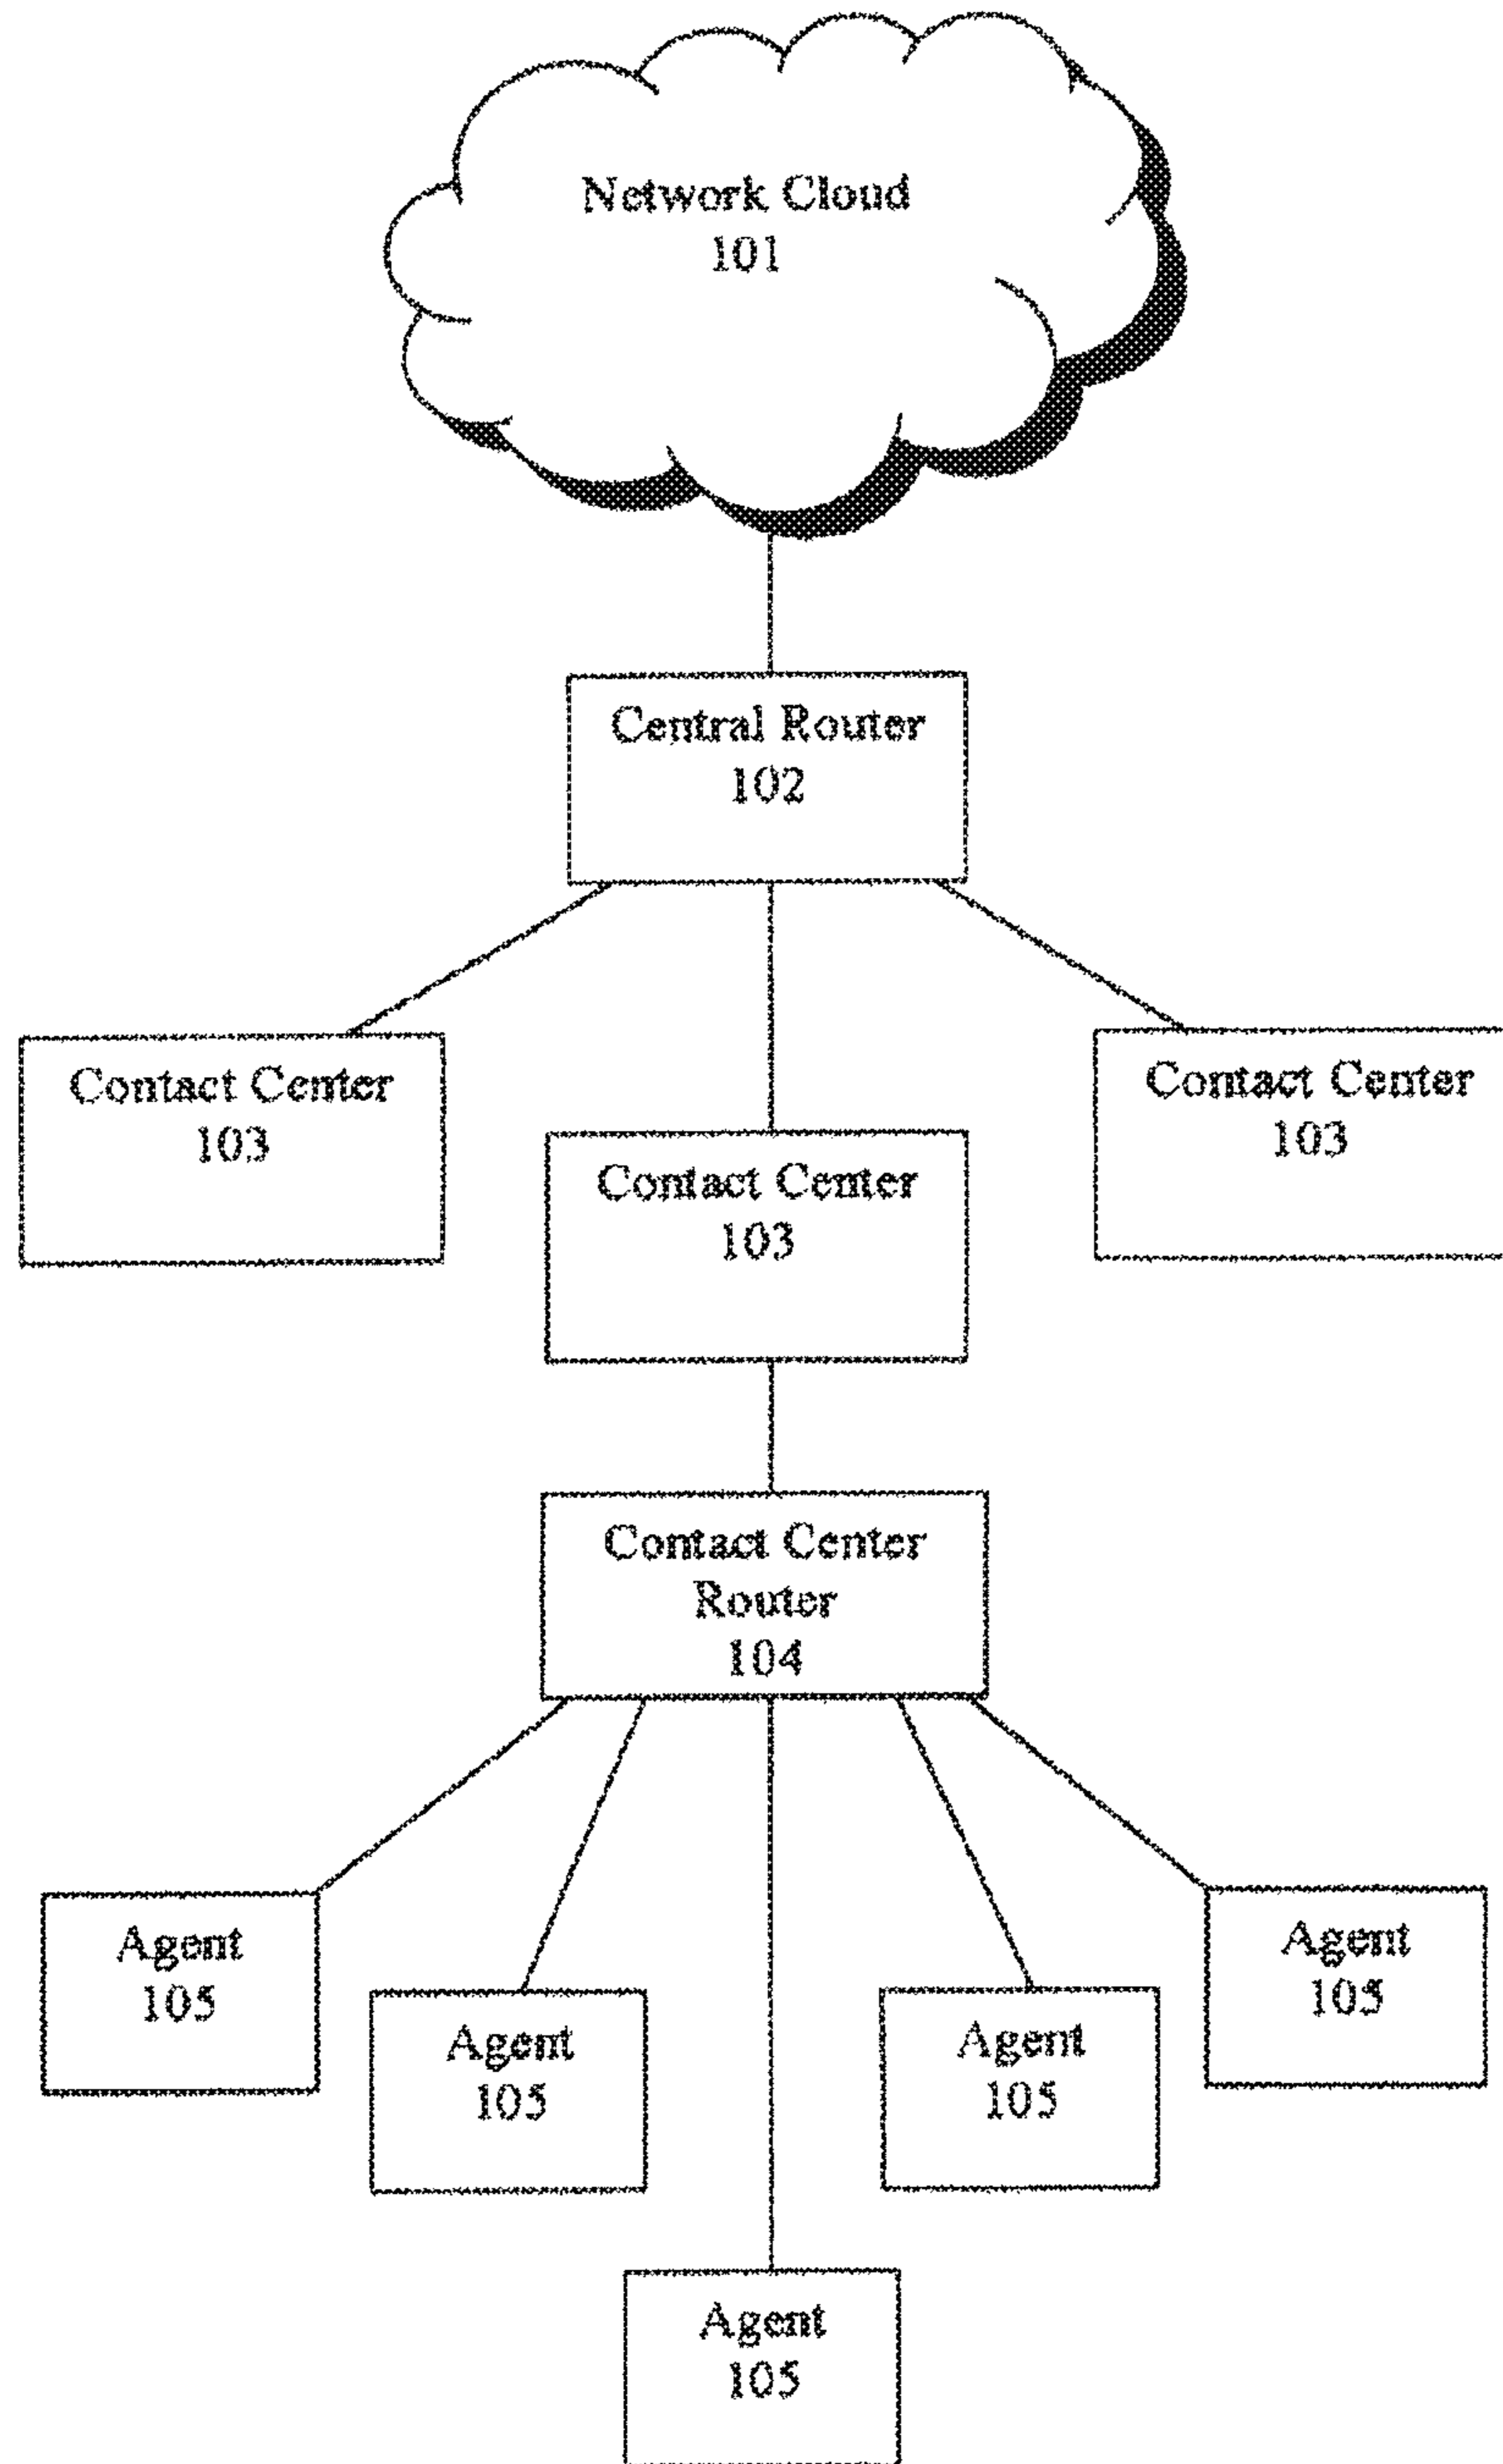 Network Cloud
101
Central Router
102
Contact Center
103
Contact Center
103
Contact Center
103
Contact Center
Router
104
Agent
105
Agent
105
Agent
105
Agent
105
Agent
105